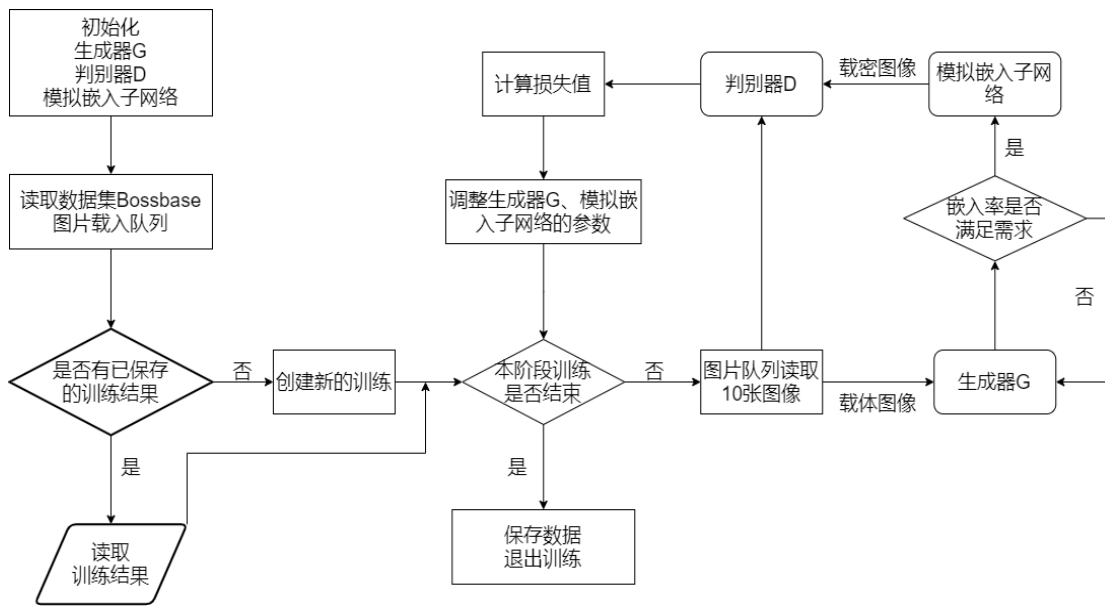 初始化
生成器G
判别器D
模拟嵌入子网络
读取数据集Bossbase
图片载入队列
是否有已保存
的训练结果
否
是
读取
训练结果
创建新的训练
计算损失值
调整生成器G、模拟嵌
入子网络的参数
本阶段训练
是否结束
否
是
保存数据
退出训练
图片队列读取
10张图像
载体图像
生成器G
嵌入率是否
满足需求
否
是
模拟嵌入子网
络
载密图像
判别器D